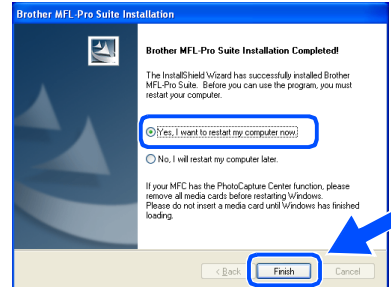 Brother MFL-Pro Suite Installation
Brother MFL-Pro Suite Installation Completed!
The InstallShield Wizard has successfully installed Brother
MFL-Pro Suite. Before you can use the program, you must
restart your computer.
Yes, I want to restart my computer now.
No, I will restart my computer later.
If your MFC has the PhotoCapture Center function, please
remove all media cards before restarting Windows.
Please do not insert a media card until Windows has finished
loading.
< Back Finish Cancel